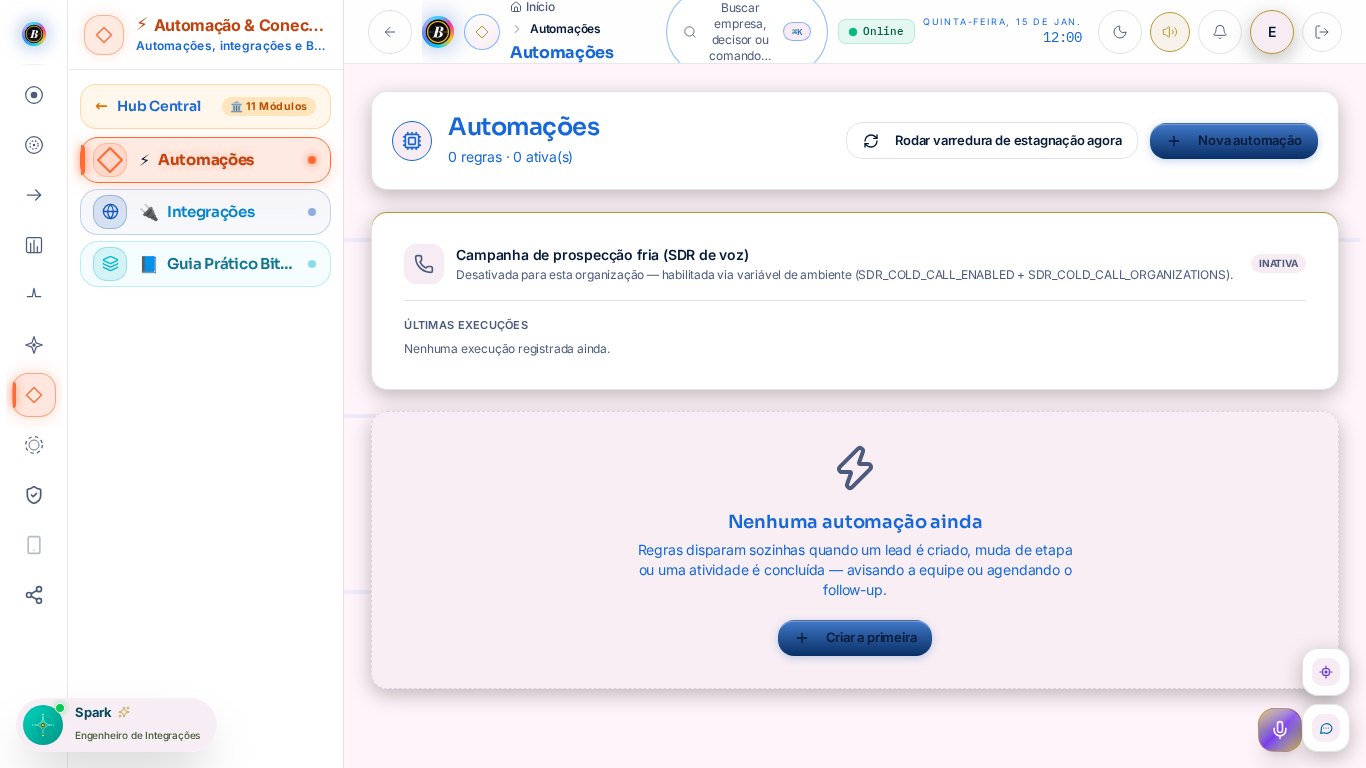 B
⚡ Automação & Conec...
Automações, integrações e B...
← Hub Central
🏛️ 11 Módulos
⚡ Automações
🔌 Integrações
📘 Guia Prático Bit...
Spark
Engenheiro de Integrações
B
Início
Automações
Automações
Buscar
empresa,
decisor ou
comando...
⌘K
Online
QUINTA-FEIRA, 15 DE JAN.
12:00
E
Automações
0 regras · 0 ativa(s)
Rodar varredura de estagnação agora
Nova automação
Campanha de prospecção fria (SDR de voz)
Desativada para esta organização — habilitada via variável de ambiente (SDR_COLD_CALL_ENABLED + SDR_COLD_CALL_ORGANIZATIONS).
INATIVA
ÚLTIMAS EXECUÇÕES
Nenhuma execução registrada ainda.
Nenhuma automação ainda
Regras disparam sozinhas quando um lead é criado, muda de etapa
ou uma atividade é concluída — avisando a equipe ou agendando o
follow-up.
Criar a primeira